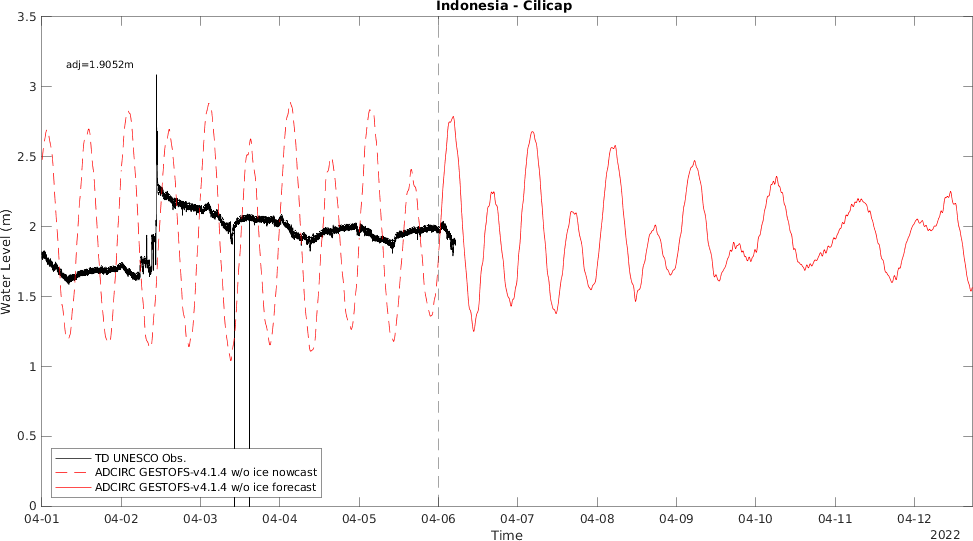 Indonesia - Cilicap
adj=1.9052m
3.5
3
2.5
2
1.5
1
0.5
0
Water Level (m)
TD UNESCO Obs.
ADCIRC GESTOFS-v4.1.4 w/o ice nowcast
ADCIRC GESTOFS-v4.1.4 w/o ice forecast
04-01 04-02 04-03 04-04 04-05 04-06 04-07 04-08 04-09 04-10 04-11 04-12
Time
2022